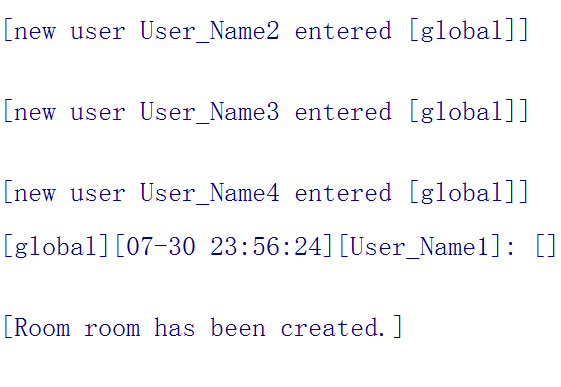 [new user User_Name2 entered [global]]
[new user User_Name3 entered [global]]
[new user User_Name4 entered [global]]
[global][07-30 23:56:24][User_Name1]: []
[Room room has been created.]